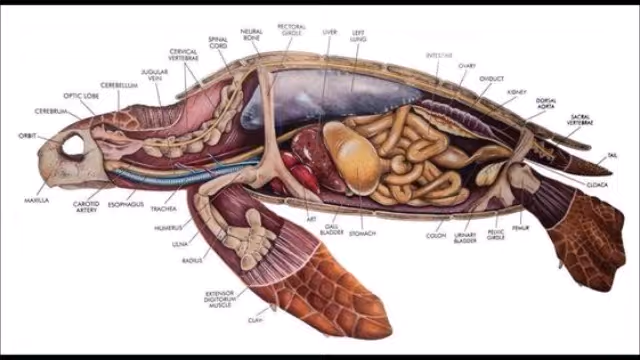 NEURAL
BONE
PECTORAL
GIRDLE
LIVER
LEFT
LUNG
SPINAL
CORD
CERVICAL
VERTEBRAE
JUGULAR
VEIN
CEREBELLUM
OPTIC LOBE
CEREBRUM
ORBIT
INTESTINE
OVARY
OVIDUCT
KIDNEY
DORSAL
AORTA
SACRAL
VERTEBRAE
TAIL
CLOACA
MAXILLA
CAROTID
ARTERY
ESOPHAGUS
TRACHEA
HUMERUS
ULNA
RADIUS
EXTENSOR
DIGITORUM
MUSCLE
CLAW
GALL
BLADDER
STOMACH
COLON
URINARY
BLADDER
PELVIC
GIRDLE
FEMUR